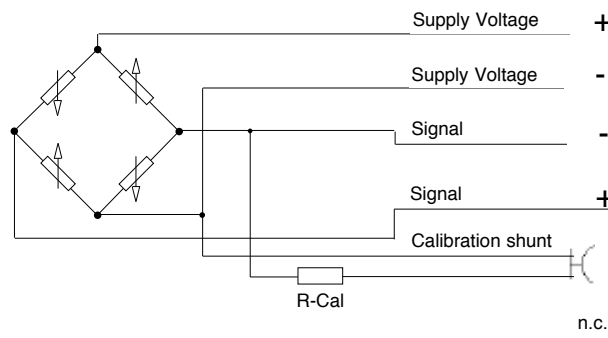 Supply Voltage +
Supply Voltage -
Signal -
Signal +
Calibration shunt
R-Cal
n.c.